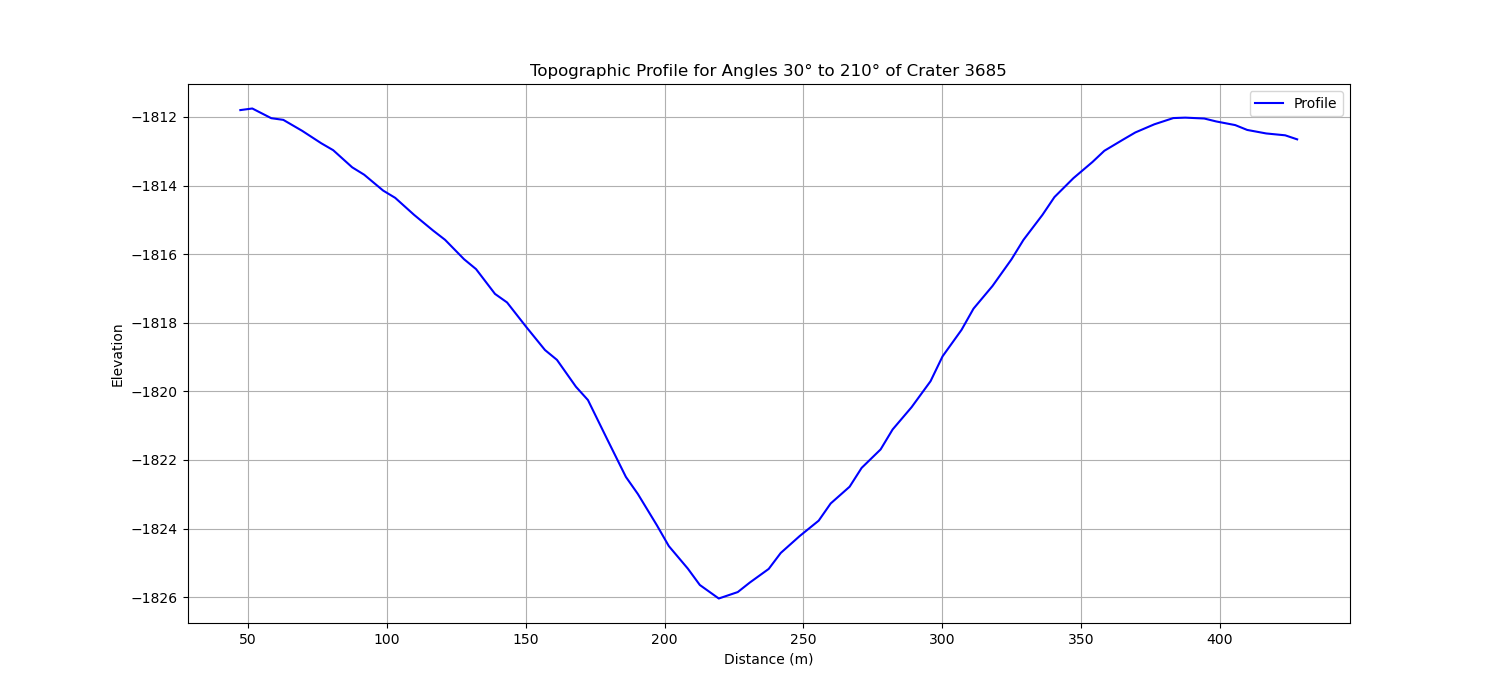 Topographic Profile for Angles 30° to 210° of Crater 3685
Profile
−1812
−1814
−1816
−1818
−1820
−1822
−1824
−1826
Elevation
50 100 150 200 250 300 350 400
Distance (m)